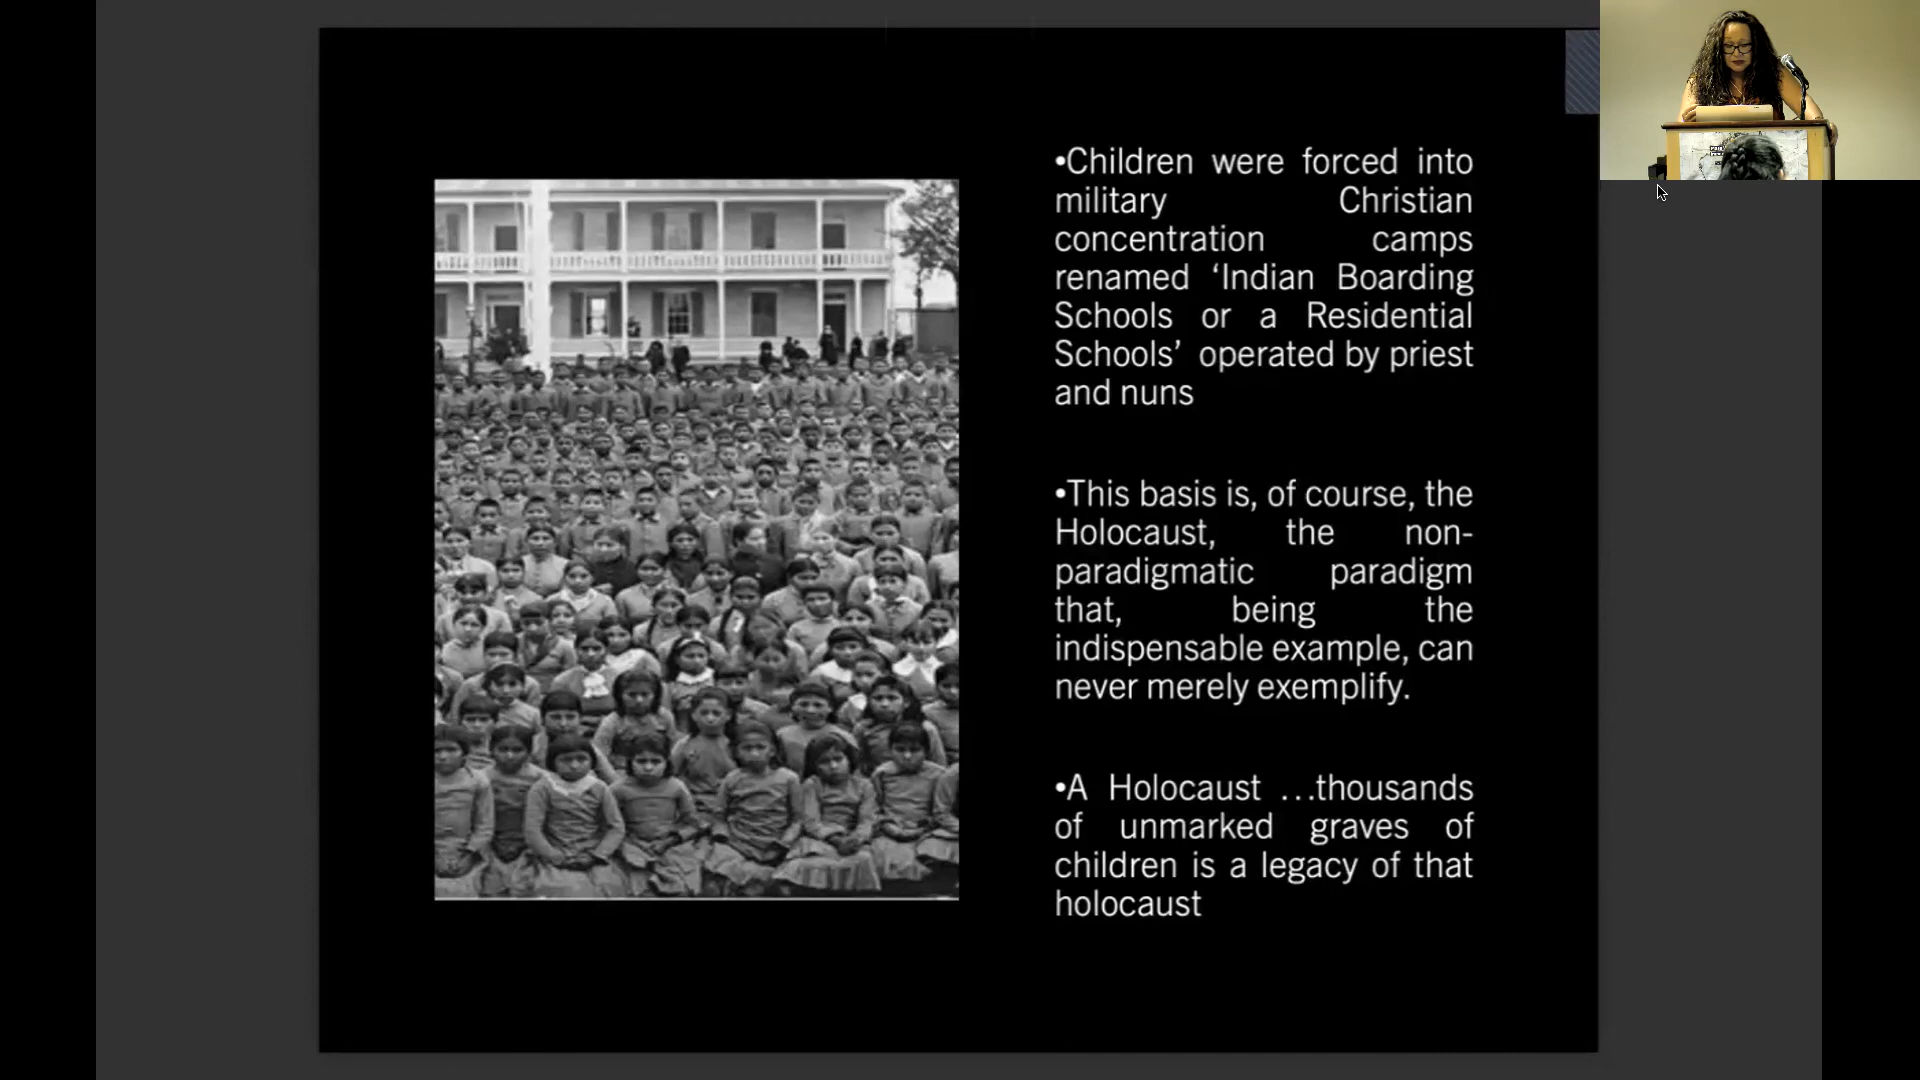 •Children were forced into
military Christian
concentration camps
renamed ‘Indian Boarding
Schools or a Residential
Schools’ operated by priest
and nuns
•This basis is, of course, the
Holocaust, the non-
paradigmatic paradigm
that, being the
indispensable example, can
never merely exemplify.
•A Holocaust …thousands
of unmarked graves of
children is a legacy of that
holocaust